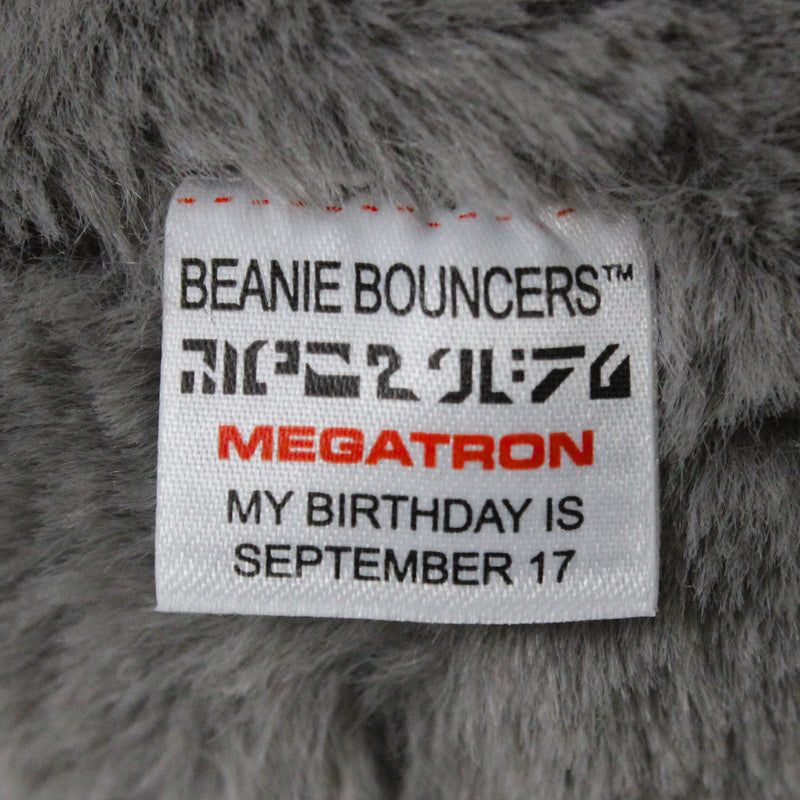 BEANIE BOUNCERS™
MEGATRON
MY BIRTHDAY IS
SEPTEMBER 17